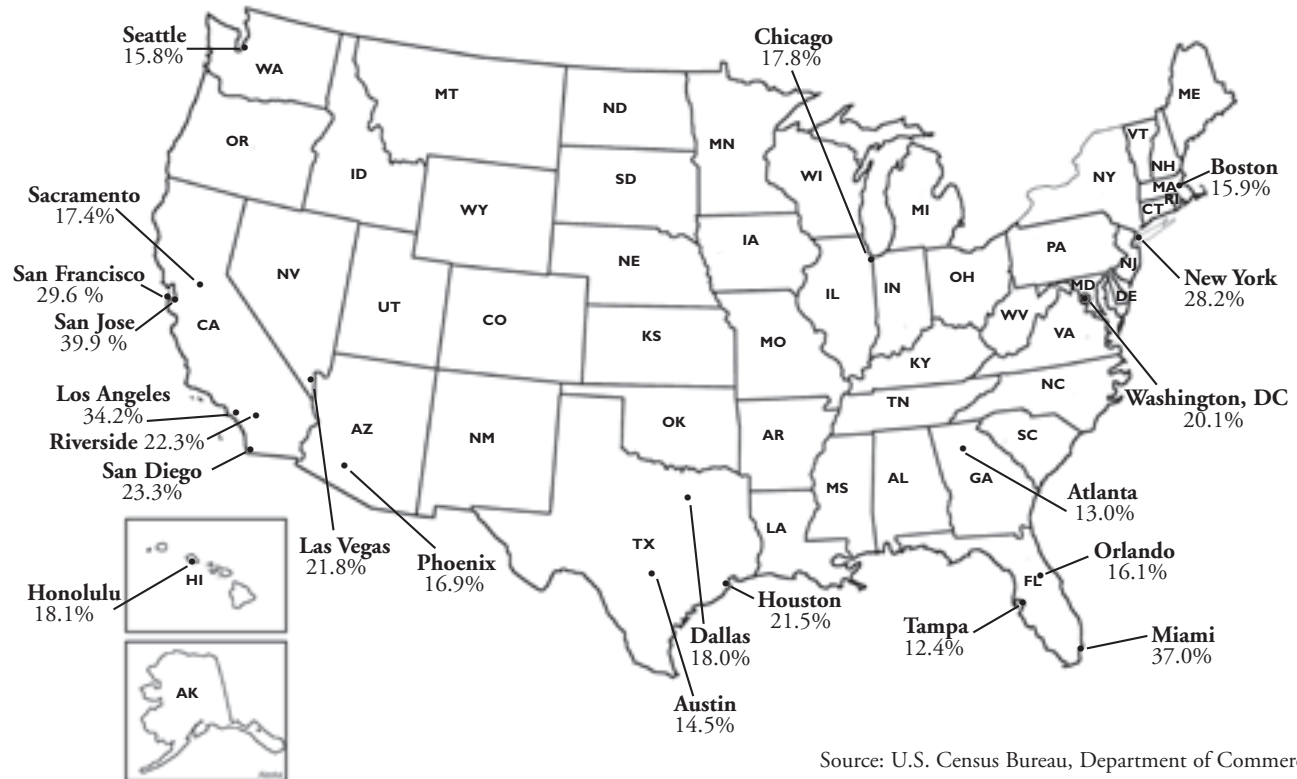 Seattle
15.8%
WA
MT
ND
MN
OR
ID
WY
SD
WI
MI
Chicago
17.8%
ME
VT
NH
NY
MA
RI
CT
Boston
15.9%
Sacramento
17.4%
San Francisco
29.6 %
San Jose
39.9 %
CA
NV
UT
CO
NE
IA
KS
MO
IL
IN
OH
PA
NJ
MD
DE
WV
VA
KY
New York
28.2%
Washington, DC
20.1%
Los Angeles
34.2%
Riverside 22.3%
San Diego
23.3%
AZ
NM
OK
AR
TN
NC
SC
MS
AL
GA
Atlanta
13.0%
LA
TX
Las Vegas
21.8%
Phoenix
16.9%
Honolulu
18.1%
HI
AK
Dallas
18.0%
Austin
14.5%
Houston
21.5%
FL
Orlando
16.1%
Tampa
12.4%
Miami
37.0%
Source: U.S. Census Bureau, Department of Commer